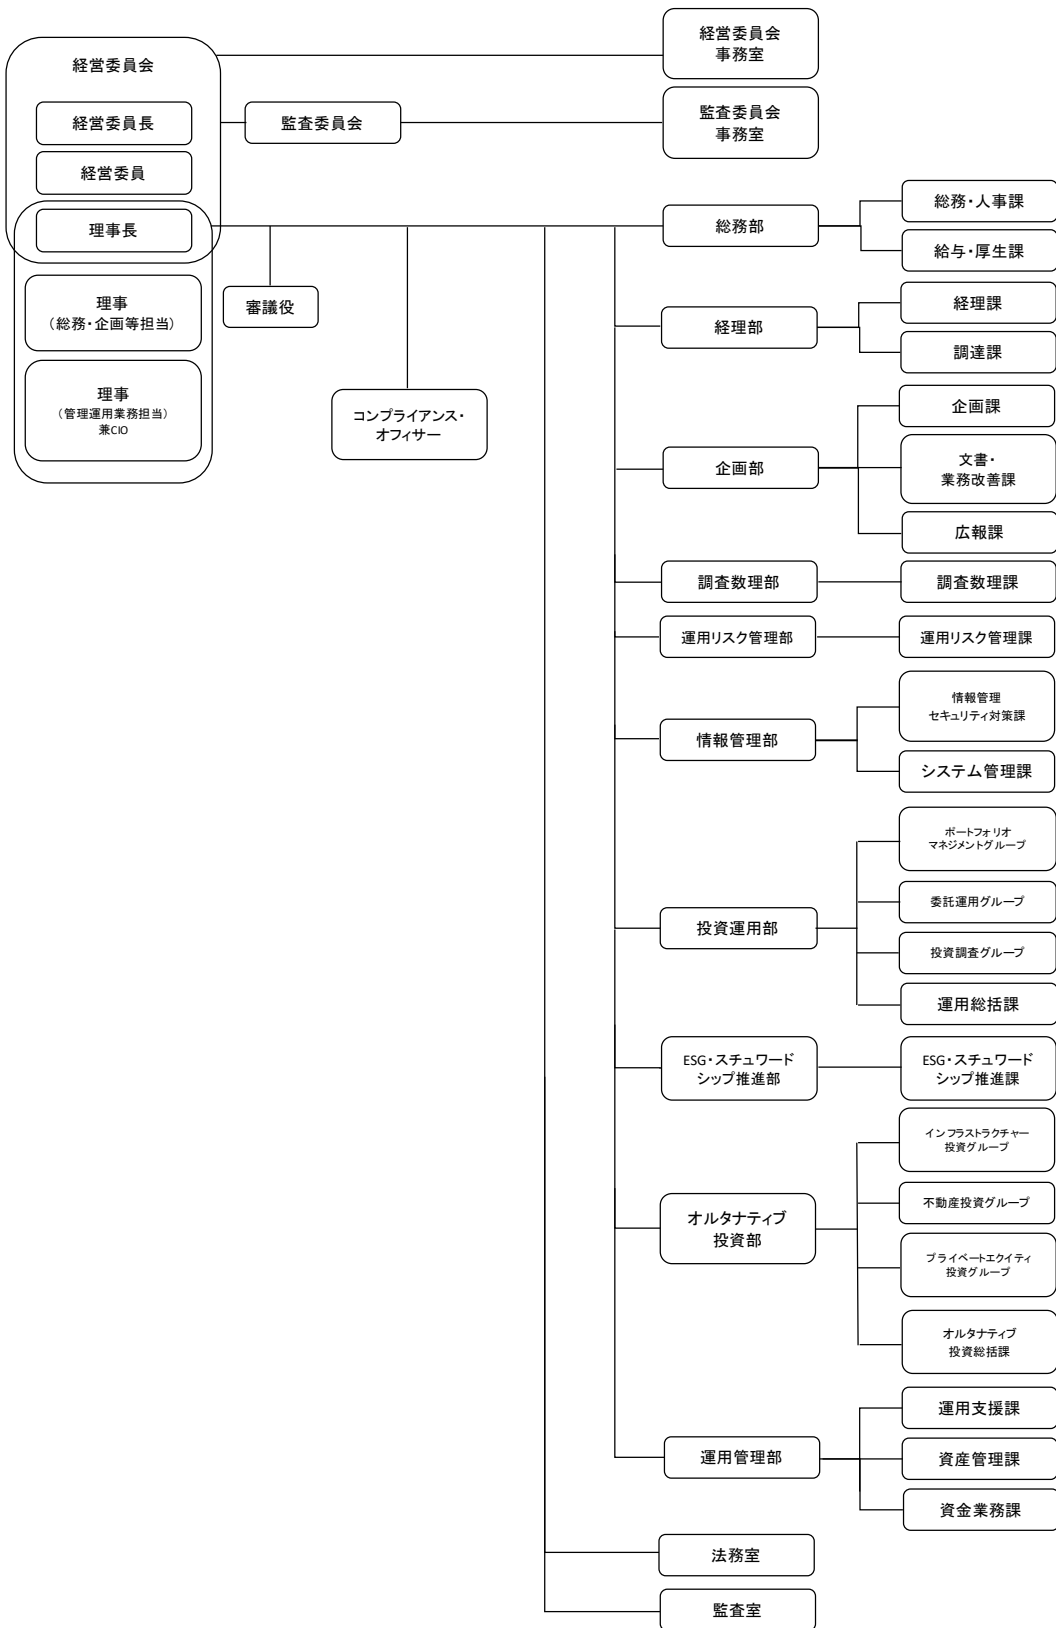 経営委員会
経営委員長
経営委員
理事長
理事
（総務・企画等担当）
理事
（管理運用業務担当）
兼CIO
監査委員会
審議役
コンプライアンス・
オフィサー
経営委員会
事務室
監査委員会
事務室
総務部
総務・人事課
給与・厚生課
経理部
経理課
調達課
企画部
企画課
文書・
業務改善課
広報課
調査数理部
調査数理課
運用リスク管理部
運用リスク管理課
情報管理部
情報管理
セキュリティ対策課
システム管理課
投資運用部
ポートフォリオ
マネジメントグループ
委託運用グループ
投資調査グループ
運用総括課
ESG・スチュワード
シップ推進部
ESG・スチュワード
シップ推進課
オルタナティブ
投資部
インフラストラクチャー
投資グループ
不動産投資グループ
プライベートエクイティ
投資グループ
オルタナティブ
投資総括課
運用管理部
運用支援課
資産管理課
資金業務課
法務室
監査室